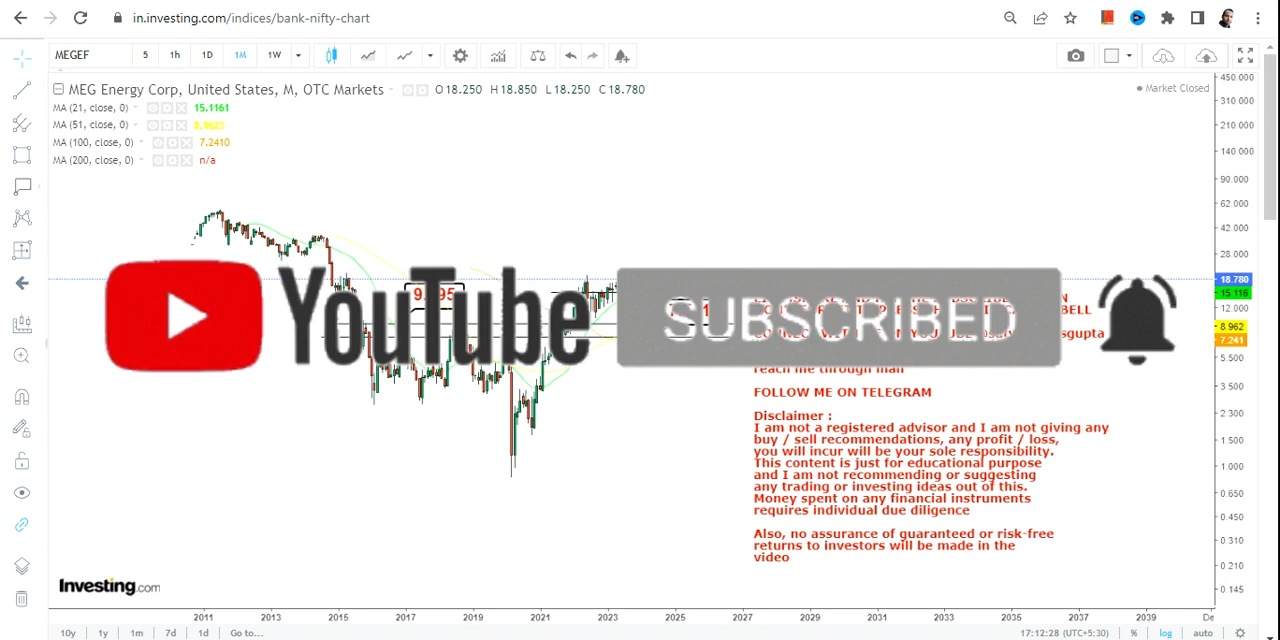 in.investing.com/indices/bank-nifty-chart
MEGEF 5 1h 1D 1M 1W
MEG Energy Corp, United States, M, OTC Markets O18.250 H18.850 L18.250 C18.780
Market Closed
MA (21, close, 0) 15.1161
MA (51, close, 0)
MA (100, close, 0) 7.2410
MA (200, close, 0) n/a
450.000
310.000
210.000
140.000
90.000
62.000
42.000
28.000
18.780
15.116
12.000
8.962
7.241
5.500
3.500
2.300
1.500
1.000
0.650
0.450
0.310
0.210
0.145
YouTube SUBSCRIBED
BELL
gupta
reach me through mail
FOLLOW ME ON TELEGRAM
Disclaimer :
I am not a registered advisor and I am not giving any
buy / sell recommendations, any profit / loss,
you will incur will be your sole responsibility.
This content is just for educational purpose
and I am not recommending or suggesting
any trading or investing ideas out of this.
Money spent on any financial instruments
requires individual due diligence
Also, no assurance of guaranteed or risk-free
returns to investors will be made in the
video
Investing.com
2011 2013 2015 2017 2019 2021 2023 2025 2027 2029 2031 2033 2035 2037 2039 De
10y 1y 1m 7d 1d Go to... 17:12:28 (UTC+5:30) % log auto